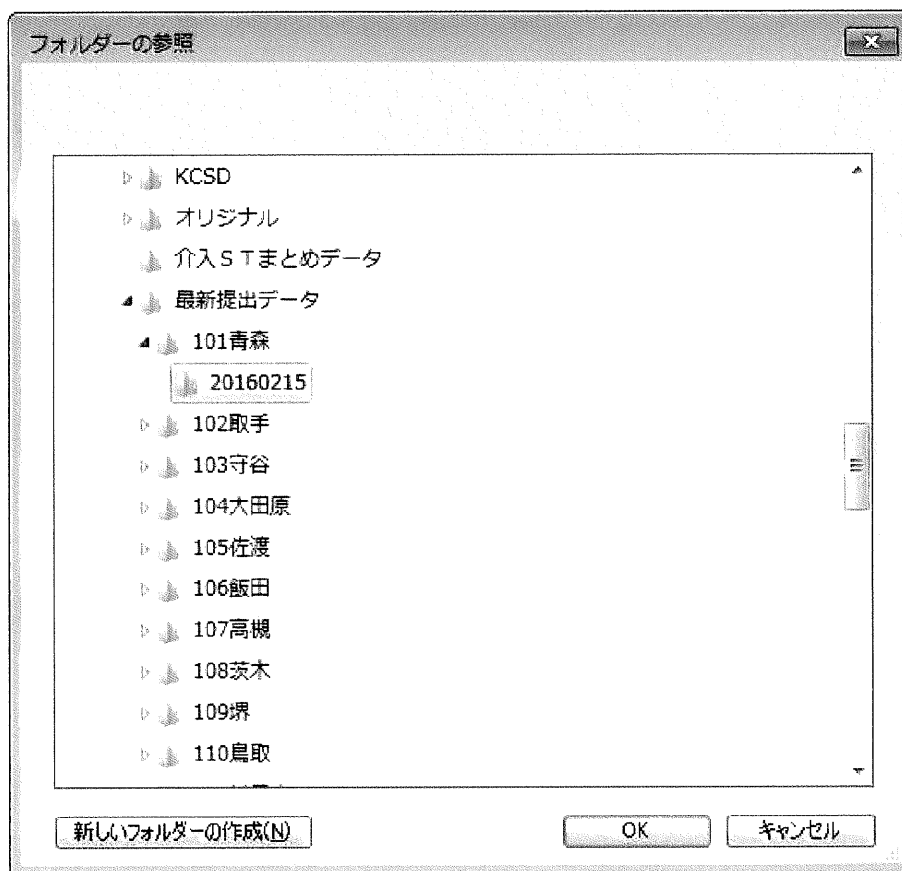 フォルダーの参照
KCSD
オリジナル
介入ＳＴまとめデータ
最新提出データ
101青森
20160215
102取手
103守谷
104大田原
105佐渡
106飯田
107高槻
108茨木
109堺
110鳥取
新しいフォルダーの作成(N)
OK
キャンセル